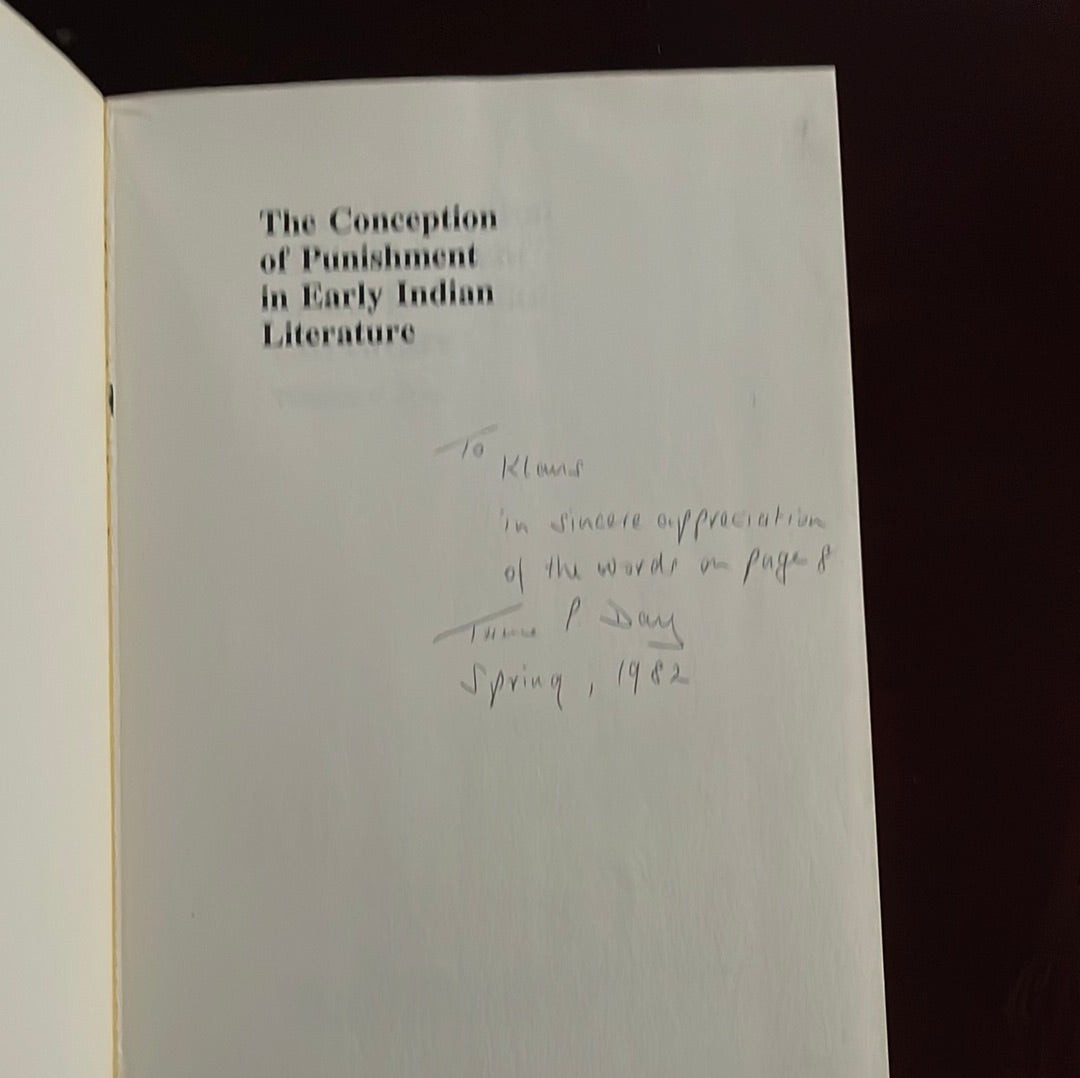 The Conception
of Punishment
in Early Indian
Literature
To
Klaus
in sincere appreciation
of the words on page 8
P. Day
Spring, 1982